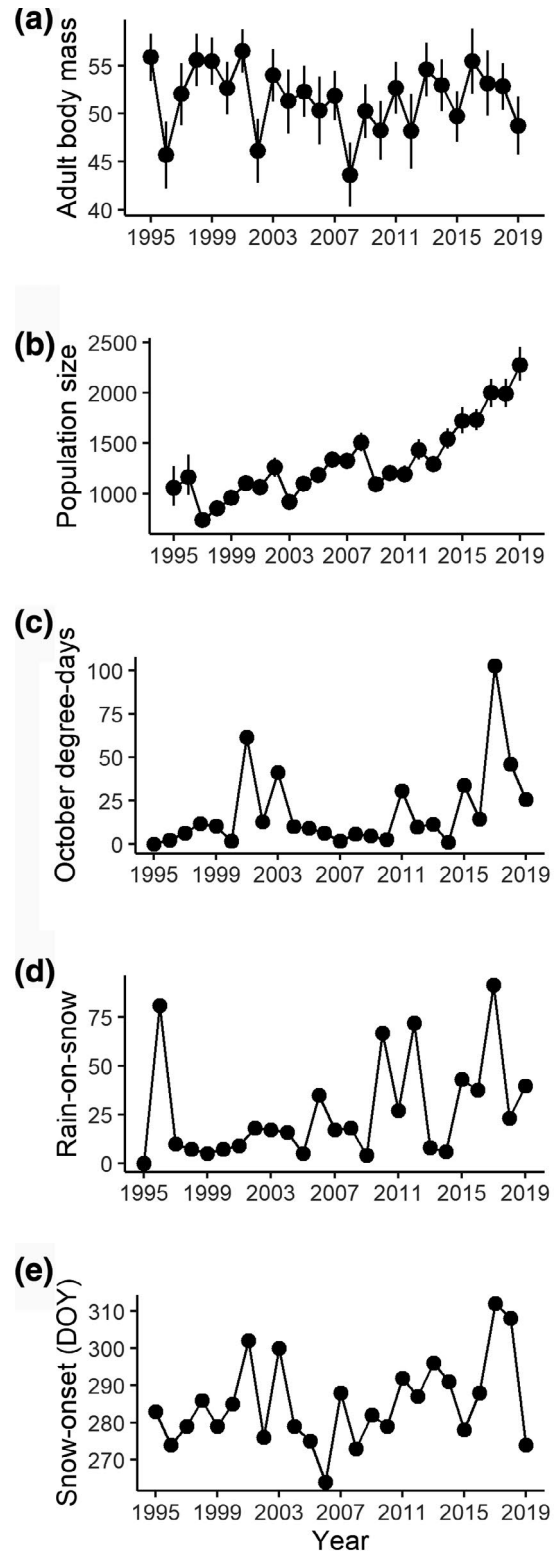 (a)
Adult body mass
55
50
45
40
1995 1999 2003 2007 2011 2015 2019
(b)
Population size
2500
2000
1500
1000
1995 1999 2003 2007 2011 2015 2019
(c)
October degree-days
100
75
50
25
0
1995 1999 2003 2007 2011 2015 2019
(d)
Rain-on-snow
75
50
25
0
1995 1999 2003 2007 2011 2015 2019
(e)
Snow-onset (DOY)
310
290
280
270
1995 1999 2003 2007 2011 2015 2019
Year